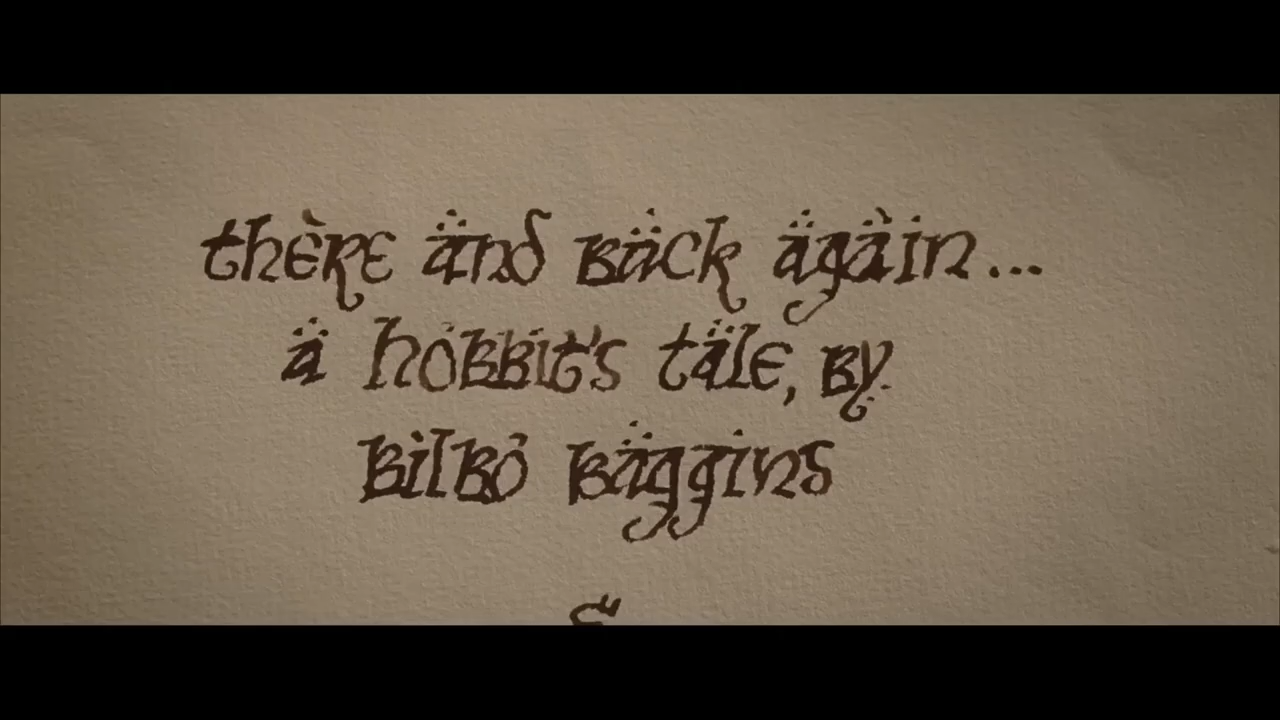 there and back again...
a hobbit's tale, by
Bilbo Baggins